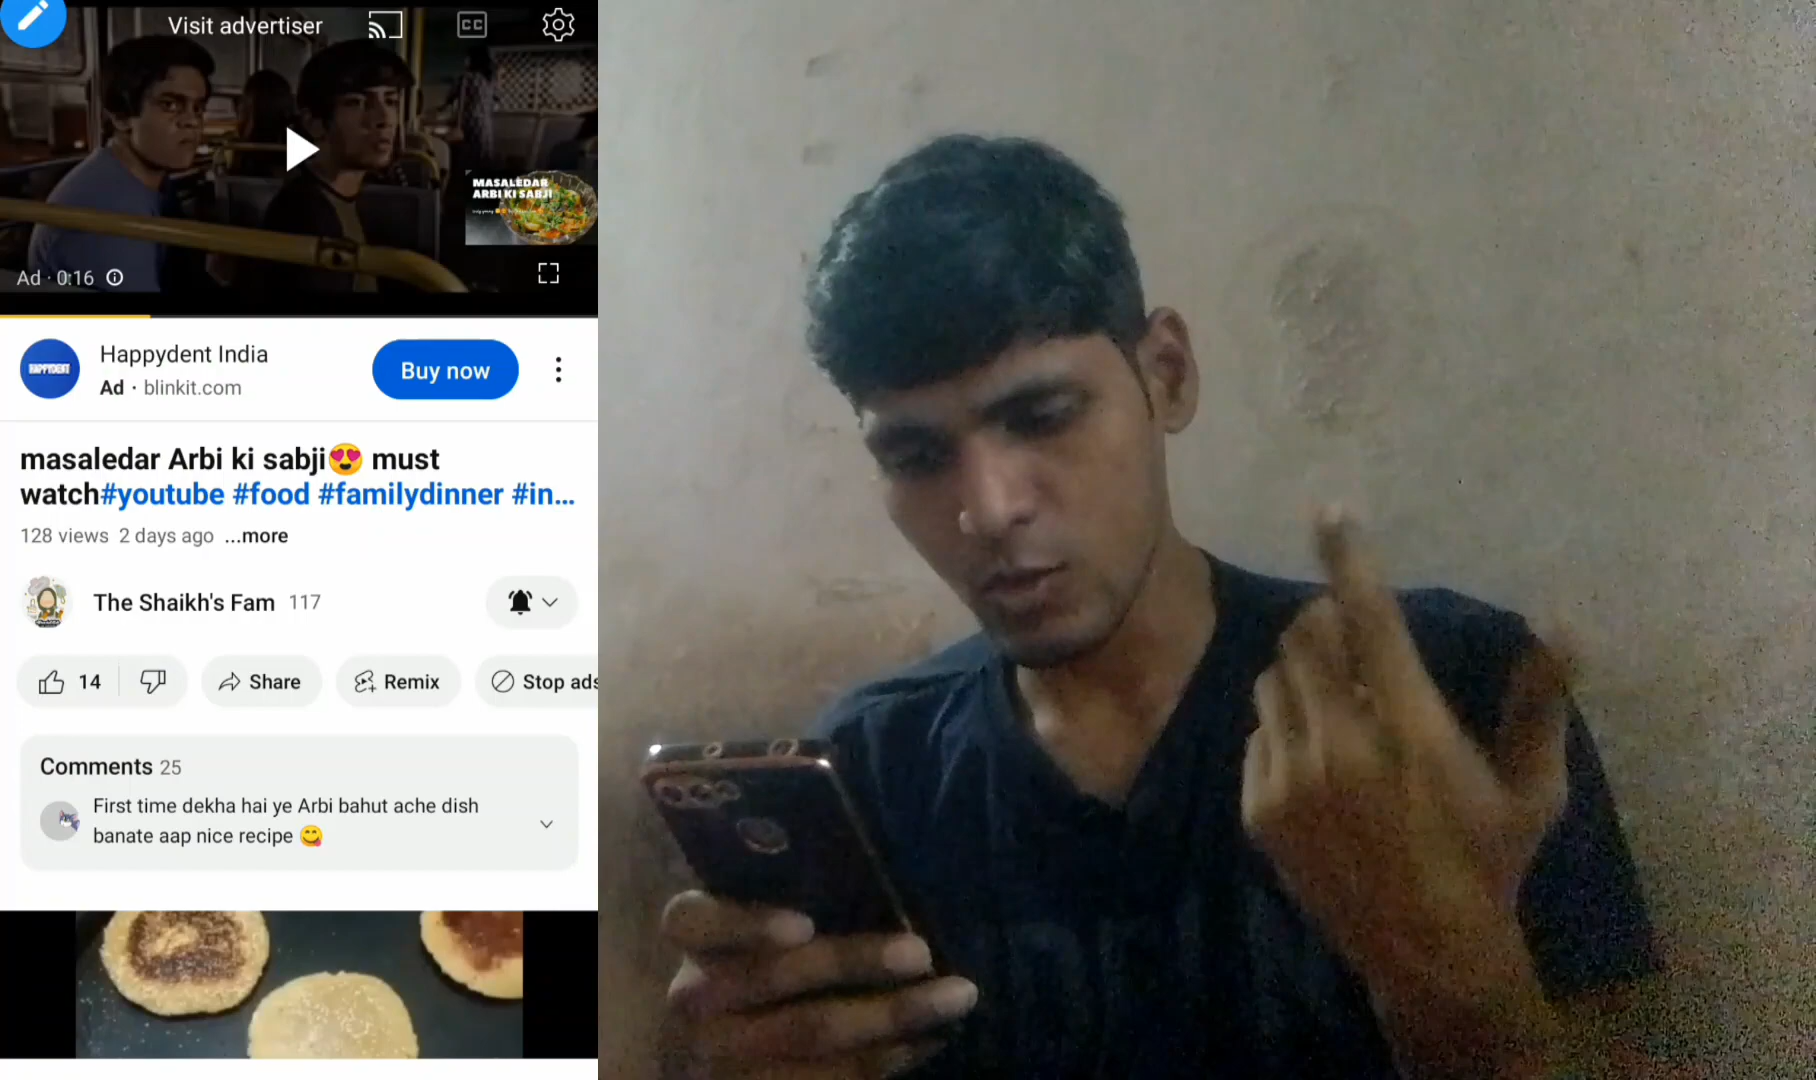 Visit advertiser
CC
MASALEDAR
ARBI KI SABJI
Ad · 0:16
HAPPYDENT
Happydent India
Ad · blinkit.com
Buy now
masaledar Arbi ki sabji😍 must
watch#youtube #food #familydinner #in...
128 views 2 days ago ...more
The Shaikh's Fam 117
14
Share
Remix
Stop ads
Comments 25
First time dekha hai ye Arbi bahut ache dish
banate aap nice recipe 😋